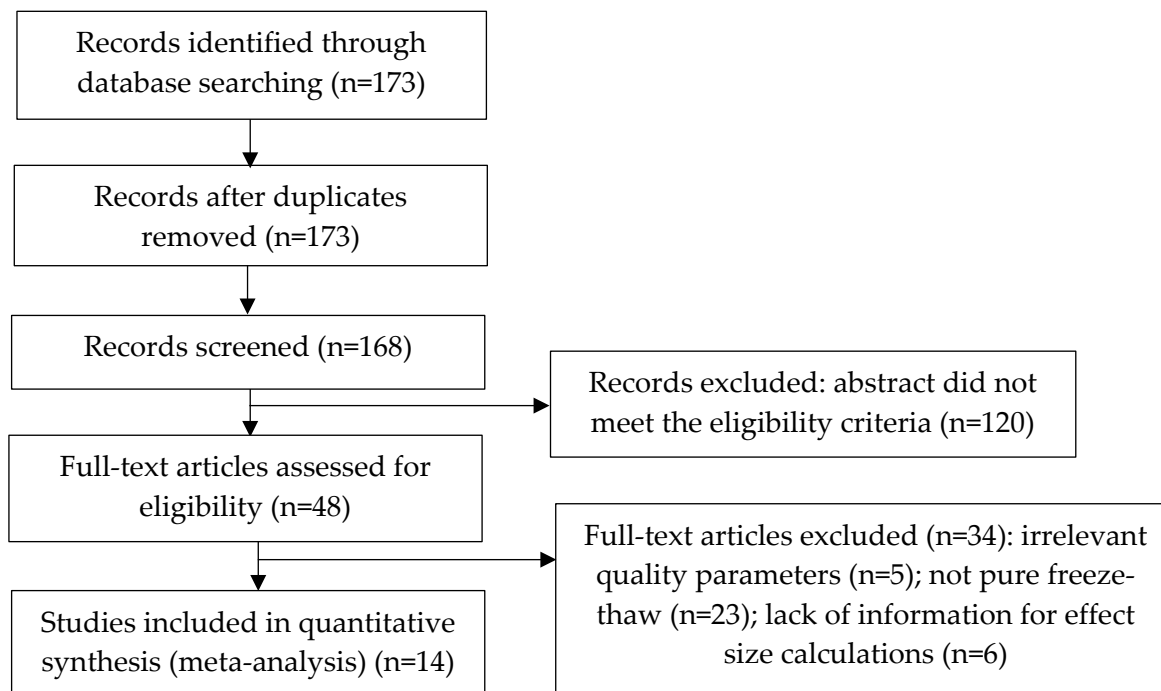 Records identified through
database searching (n=173)
Records after duplicates
removed (n=173)
Records screened (n=168)
Records excluded: abstract did not
meet the eligibility criteria (n=120)
Full-text articles assessed for
eligibility (n=48)
Full-text articles excluded (n=34): irrelevant
quality parameters (n=5); not pure freeze-
thaw (n=23); lack of information for effect
size calculations (n=6)
Studies included in quantitative
synthesis (meta-analysis) (n=14)